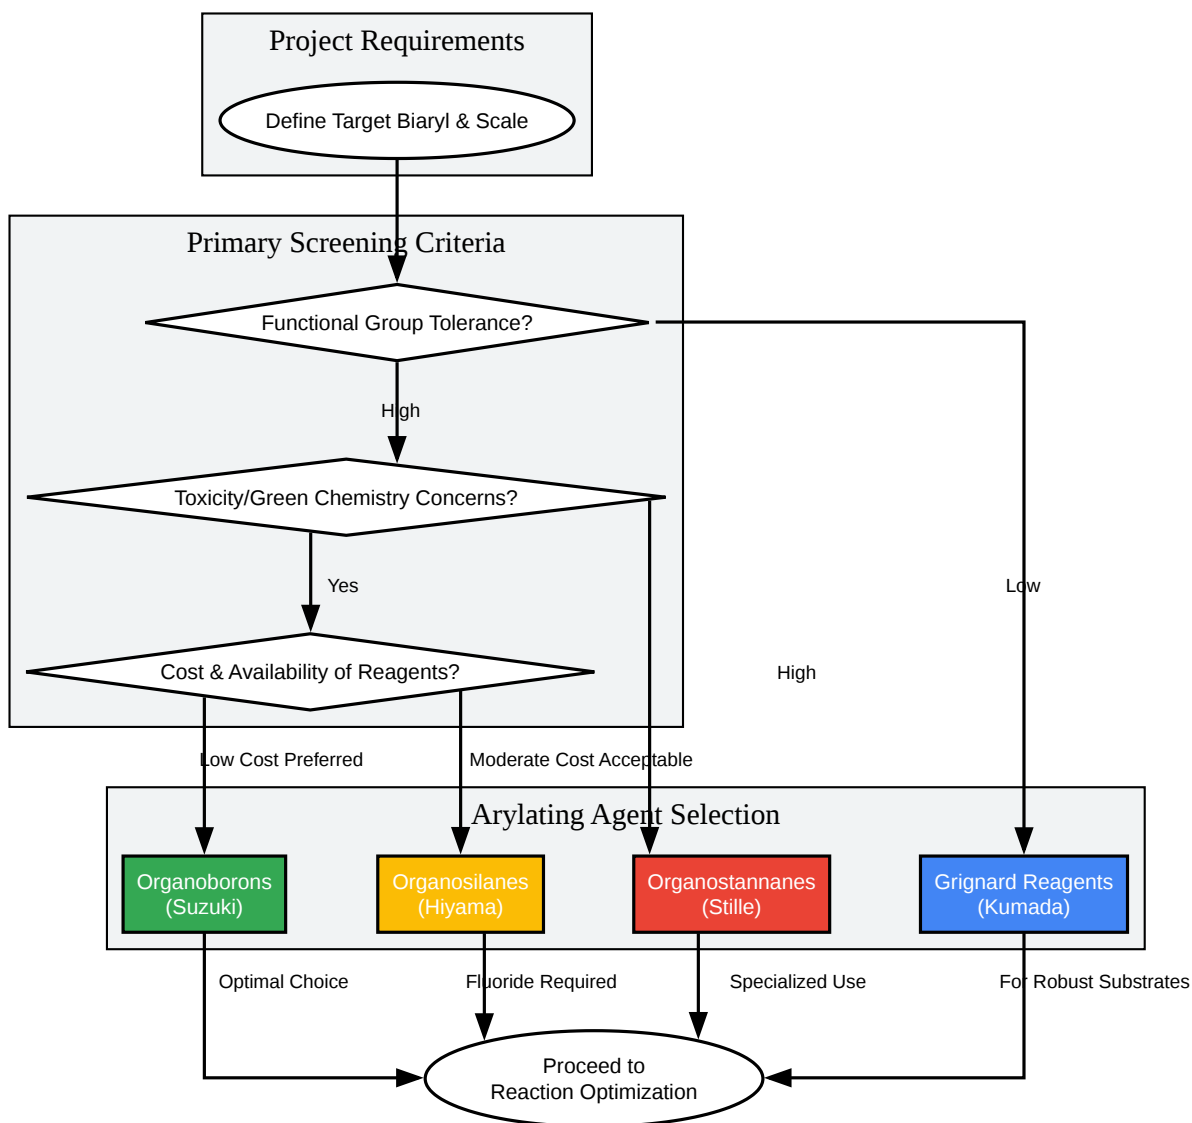 Project Requirements
Define Target Biaryl & Scale
Primary Screening Criteria
Functional Group Tolerance?
High
Toxicity/Green Chemistry Concerns?
Yes
Low
Cost & Availability of Reagents?
High
Low Cost Preferred
Moderate Cost Acceptable
Arylating Agent Selection
Organoborons
(Suzuki)
Organosilanes
(Hiyama)
Organostannanes
(Stille)
Grignard Reagents
(Kumada)
Optimal Choice
Fluoride Required
Specialized Use
For Robust Substrates
Proceed to
Reaction Optimization